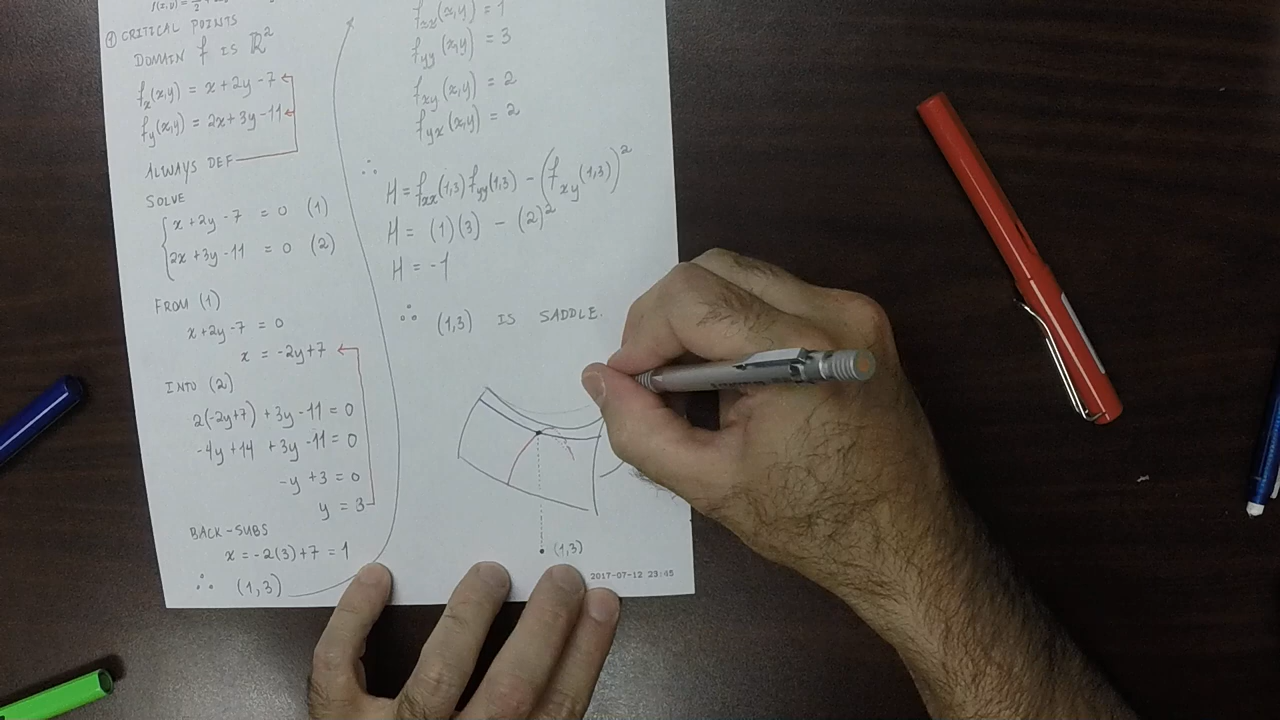 ① CRITICAL POINTS
DOMAIN f IS ℝ²
fx(x,y) = x + 2y - 7
fy(x,y) = 2x + 3y - 11
ALWAYS DEF
SOLVE
x + 2y - 7 = 0 (1)
2x + 3y - 11 = 0 (2)
FROM (1)
x + 2y - 7 = 0
x = -2y + 7
INTO (2)
2(-2y+7) + 3y - 11 = 0
-4y + 14 + 3y - 11 = 0
-y + 3 = 0
y = 3
BACK-SUBS
x = -2(3) + 7 = 1
∴ (1,3)
fxx(x,y) = 1
fyy(x,y) = 3
fxy(x,y) = 2
fyx(x,y) = 2
∴
H = fxx(1,3) fyy(1,3) - (fxy(1,3))²
H = (1)(3) - (2)²
H = -1
∴ (1,3) IS SADDLE.
(1,3)
2017-07-12 23:45